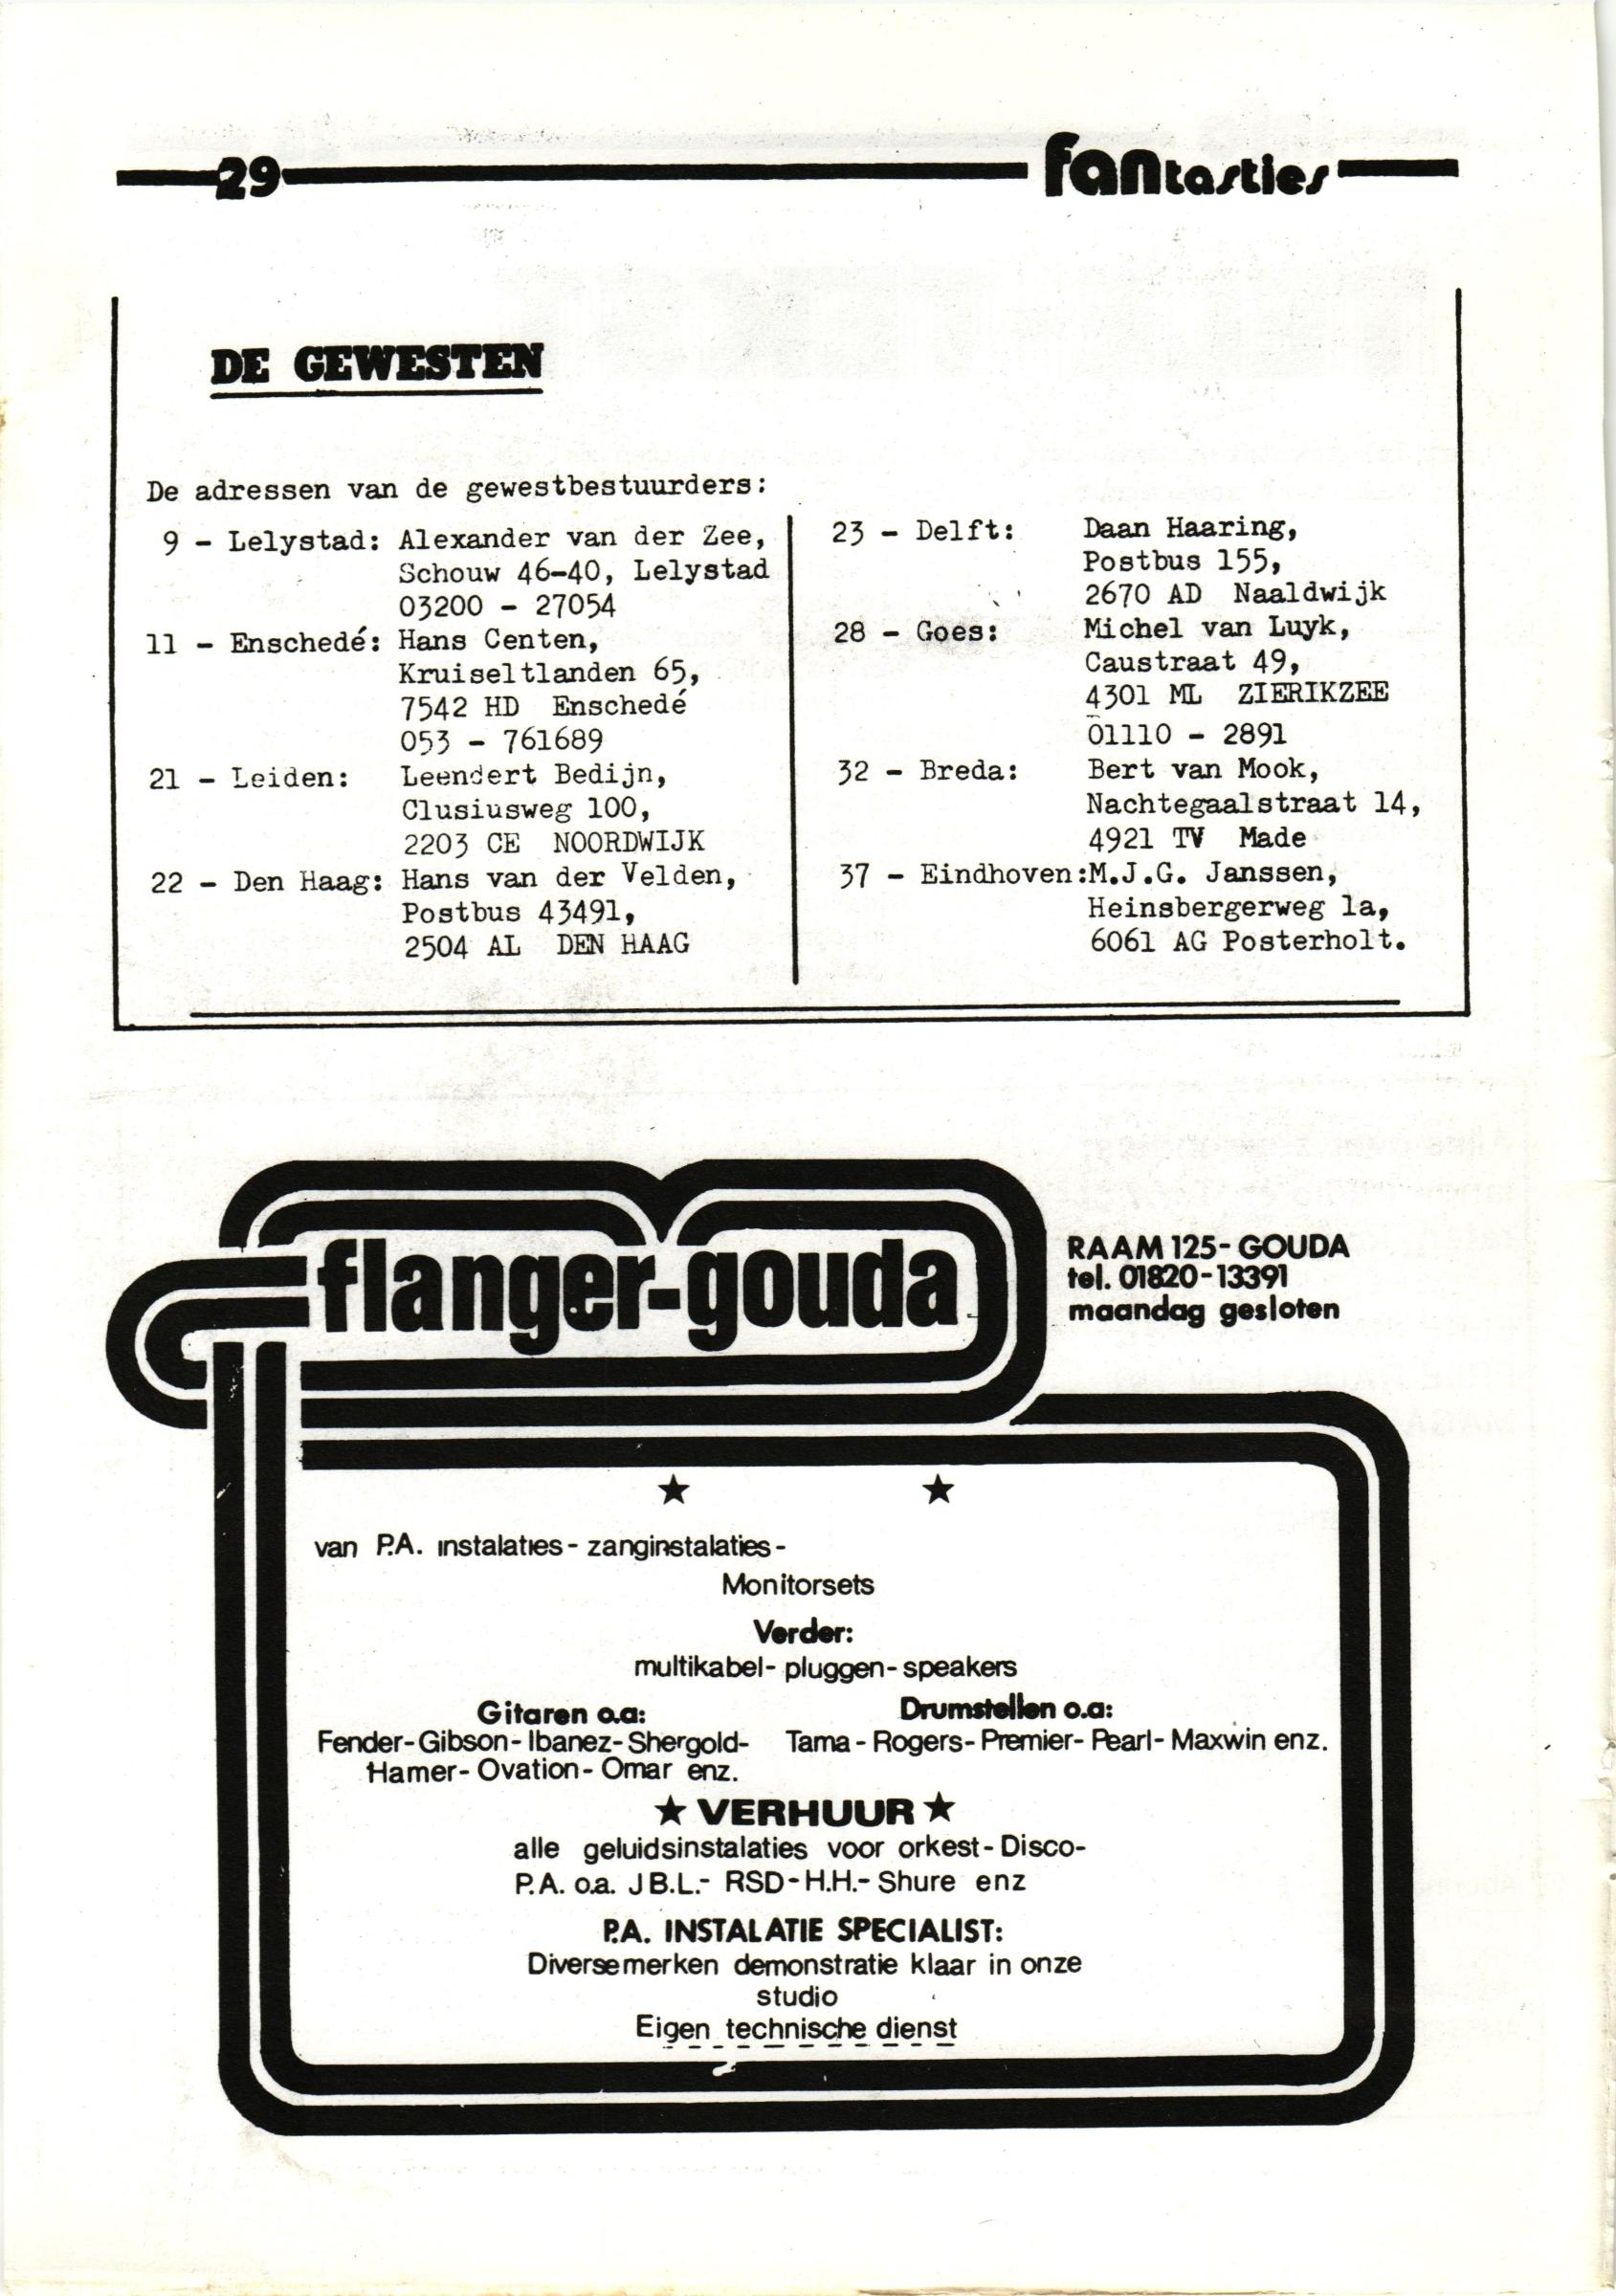 29 fantasties
DE GEWESTEN
De adressen van de gewestbestuurders:
9 - Lelystad: Alexander van der Zee,
Schouw 46-40, Lelystad
03200 - 27054
11 - Enschedé: Hans Centen,
Kruiseltlanden 65,
7542 HD Enschedé
053 - 761689
21 - Leiden: Leendert Bedijn,
Clusiusweg 100,
2203 CE NOORDWIJK
22 - Den Haag: Hans van der Velden,
Postbus 43491,
2504 AL DEN HAAG
23 - Delft: Daan Haaring,
Postbus 155,
2670 AD Naaldwijk
28 - Goes: Michel van Luyk,
Caustraat 49,
4301 ML ZIERIKZEE
01110 - 2891
32 - Breda: Bert van Mook,
Nachtegaalstraat 14,
4921 TV Made
37 - Eindhoven: M.J.G. Janssen,
Heinsbergerweg 1a,
6061 AG Posterholt.
flanger-gouda
RAAM 125- GOUDA
tel. 01820-13391
maandag gesloten
★ ★
van P.A. instalaties- zanginstalaties-
Monitorsets
Verder:
multikabel- pluggen- speakers
Gitaren o.a:
Fender- Gibson- Ibanez- Shergold-
Hamer- Ovation- Omar enz.
Drumstellen o.a:
Tama - Rogers- Premier- Pearl- Maxwin enz.
★ VERHUUR ★
alle geluidsinstalaties voor orkest- Disco-
P.A. o.a. J B.L.- RSD- H.H.- Shure enz
P.A. INSTALATIE SPECIALIST:
Diverse merken demonstratie klaar in onze
studio
Eigen technische dienst